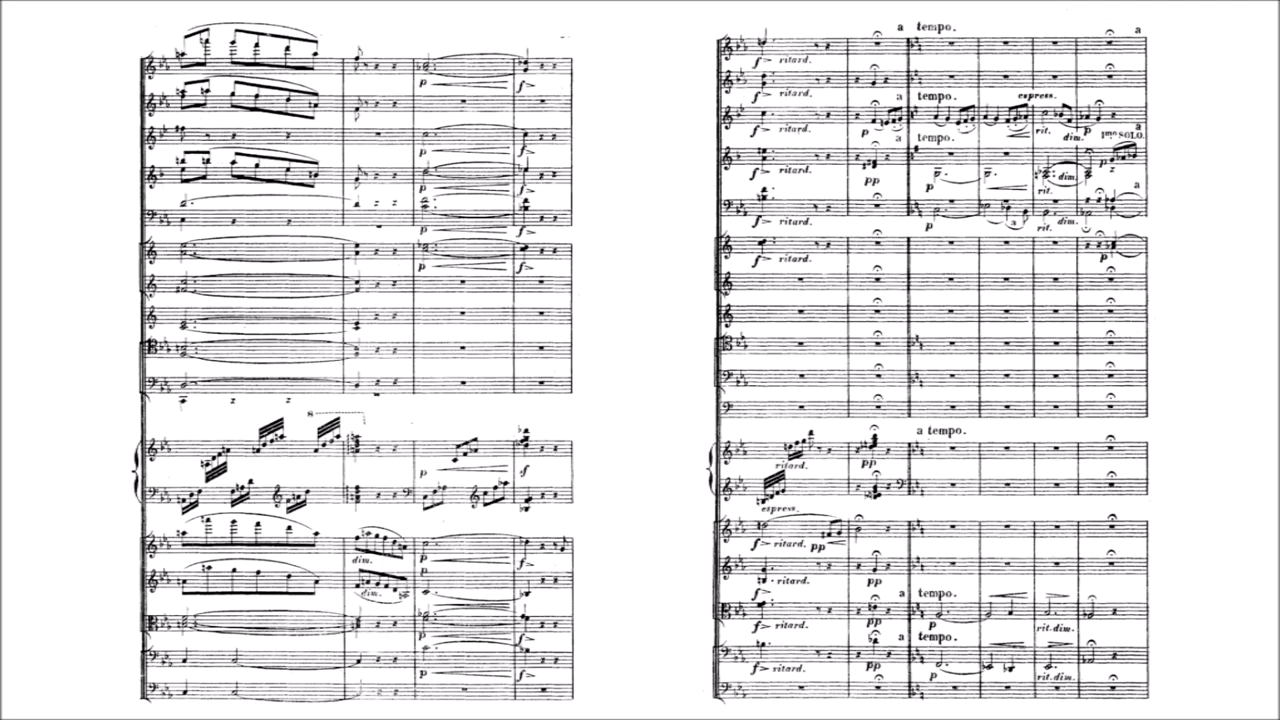 p f>
p
f>
p
f>
p
f>
p f>
8
p sf
dim. p f>
p
dim. f>
p f>
p f>
a tempo. a
f> ritard.
f> ritard.
a tempo. espress.
f> ritard. p rit. dim. p 1mo SOLO. a
a tempo.
f> ritard. pp p rit. dim. p
a
f> ritard. p rit. dim.
f> ritard. p
a tempo.
ritard. pp
espress.
f> ritard. pp
f> ritard. pp
a tempo.
f> ritard. pp p rit. dim.
a tempo.
f> ritard. pp p rit. dim.